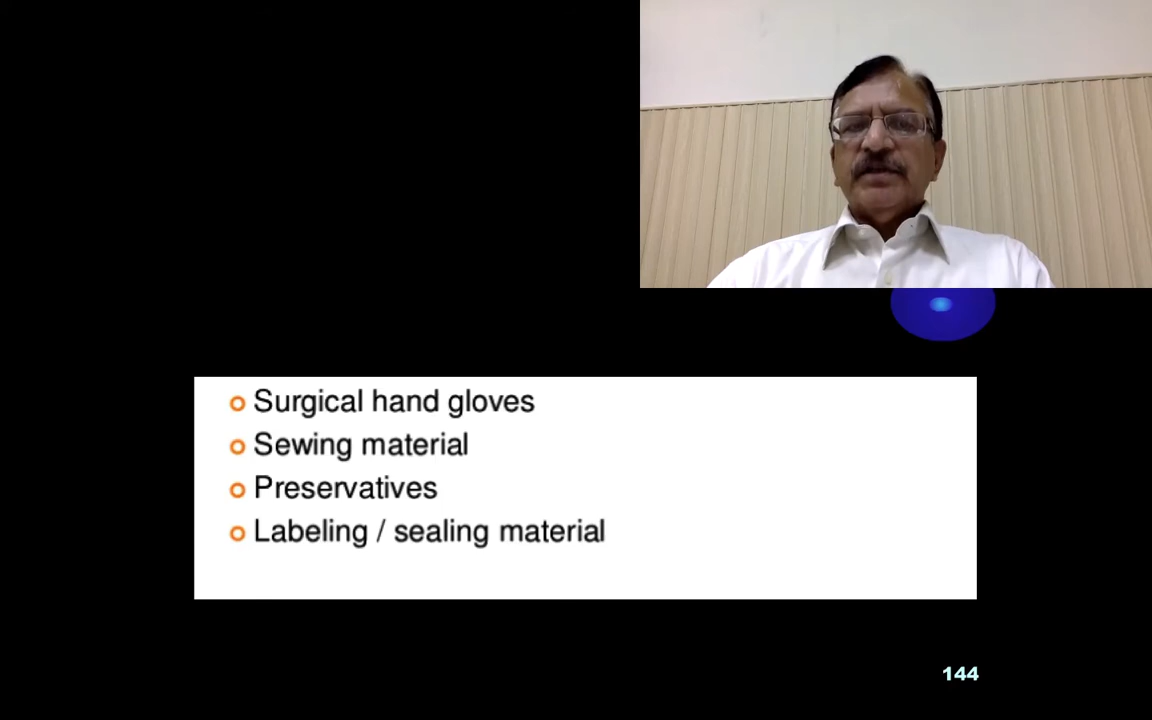 Surgical hand gloves
Sewing material
Preservatives
Labeling / sealing material
144